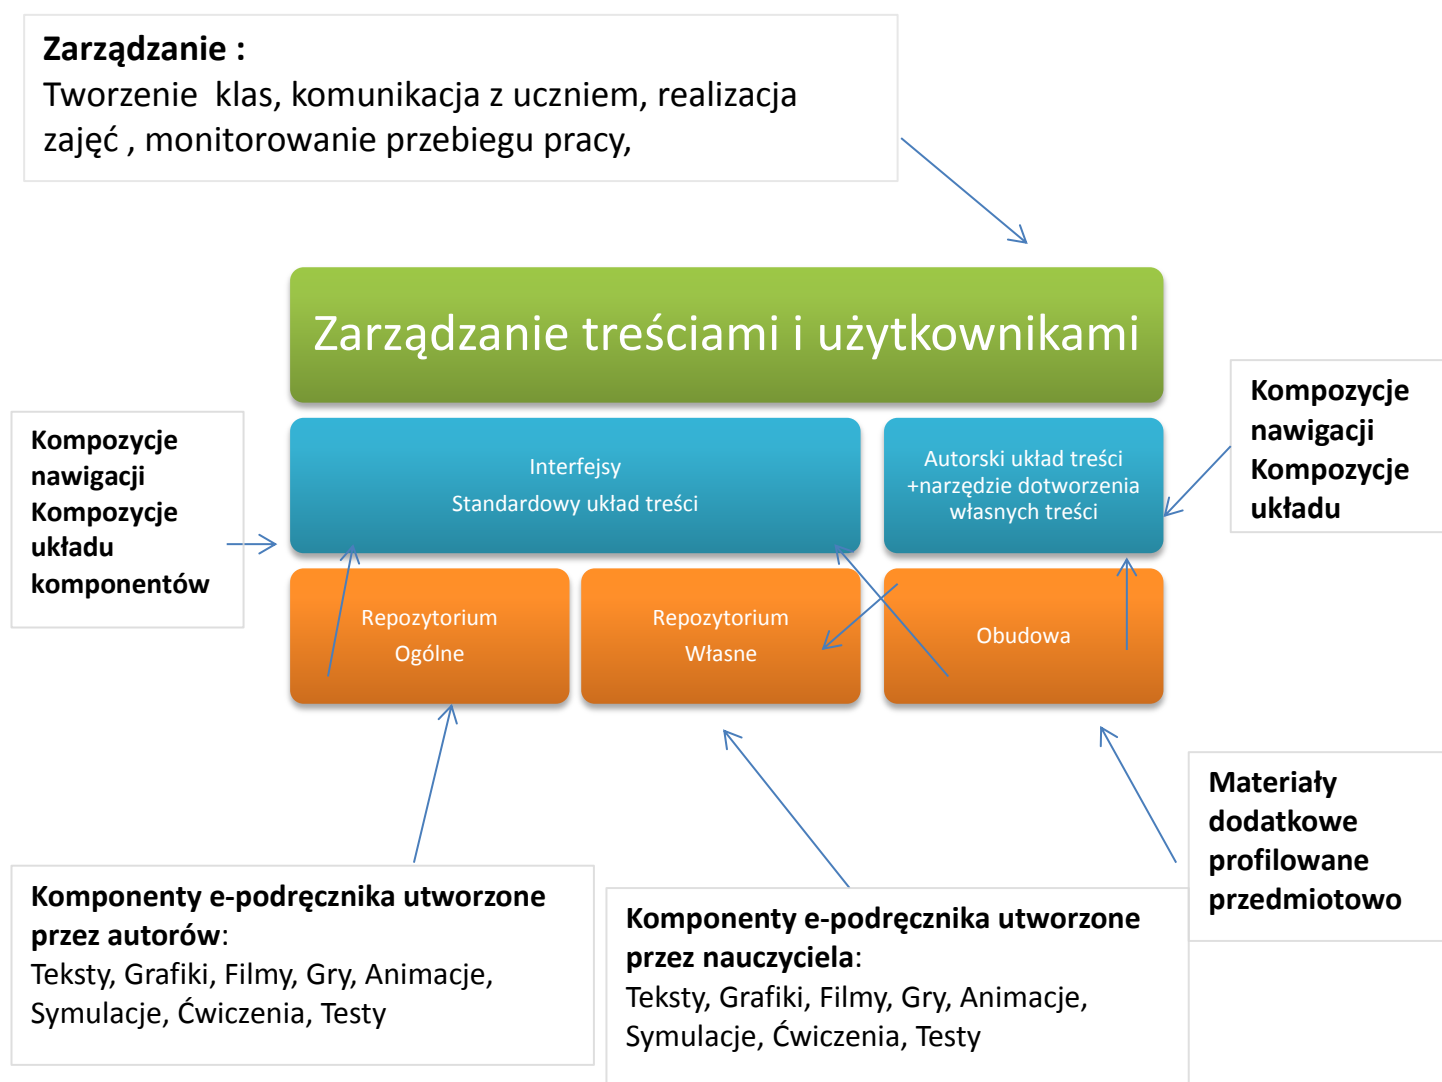 Zarządzanie :
Tworzenie klas, komunikacja z uczniem, realizacja
zajęć , monitorowanie przebiegu pracy,
Zarządzanie treściami i użytkownikami
Kompozycje
nawigacji
Kompozycje
układu
komponentów
Interfejsy
Standardowy układ treści
Autorski układ treści
+narzędzie dotworzenia
własnych treści
Kompozycje
nawigacji
Kompozycje
układu
Repozytorium
Ogólne
Repozytorium
Własne
Obudowa
Materiały
dodatkowe
profilowane
przedmiotowo
Komponenty e-podręcznika utworzone
przez autorów:
Teksty, Grafiki, Filmy, Gry, Animacje,
Symulacje, Ćwiczenia, Testy
Komponenty e-podręcznika utworzone
przez nauczyciela:
Teksty, Grafiki, Filmy, Gry, Animacje,
Symulacje, Ćwiczenia, Testy